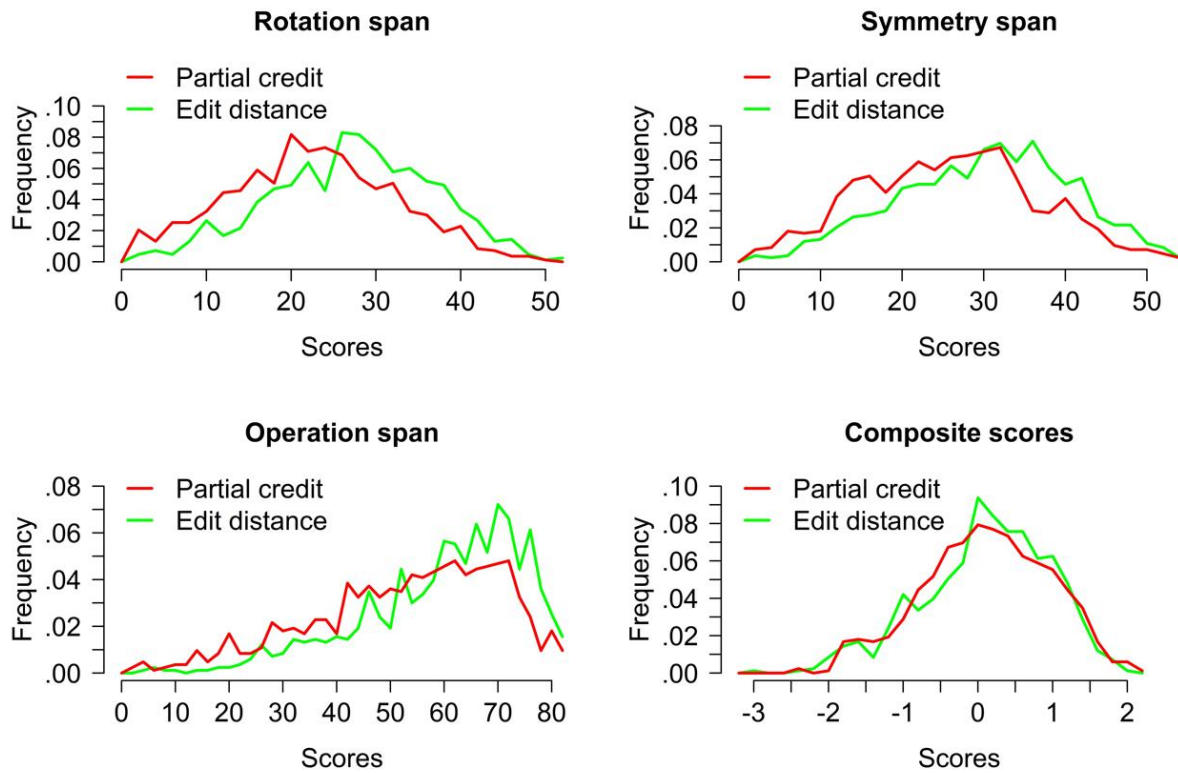 Rotation span
Partial credit
Edit distance
Frequency
.10
.08
.06
.04
.02
.00
0 10 20 30 40 50
Scores
Symmetry span
Partial credit
Edit distance
Frequency
.08
.06
.04
.02
.00
0 10 20 30 40 50
Scores
Operation span
Partial credit
Edit distance
Frequency
.08
.06
.04
.02
.00
0 10 20 30 40 50 60 70 80
Scores
Composite scores
Partial credit
Edit distance
Frequency
.10
.08
.06
.04
.02
.00
-3 -2 -1 0 1 2
Scores